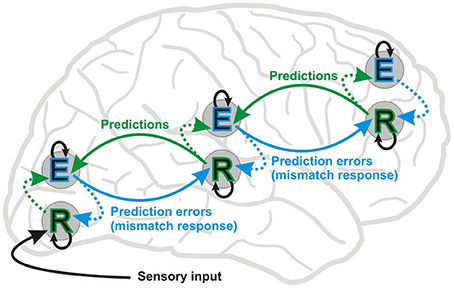 E
Predictions
R
E
Predictions
R
Prediction errors
(mismatch response)
E
R
Prediction errors
(mismatch response)
Sensory input